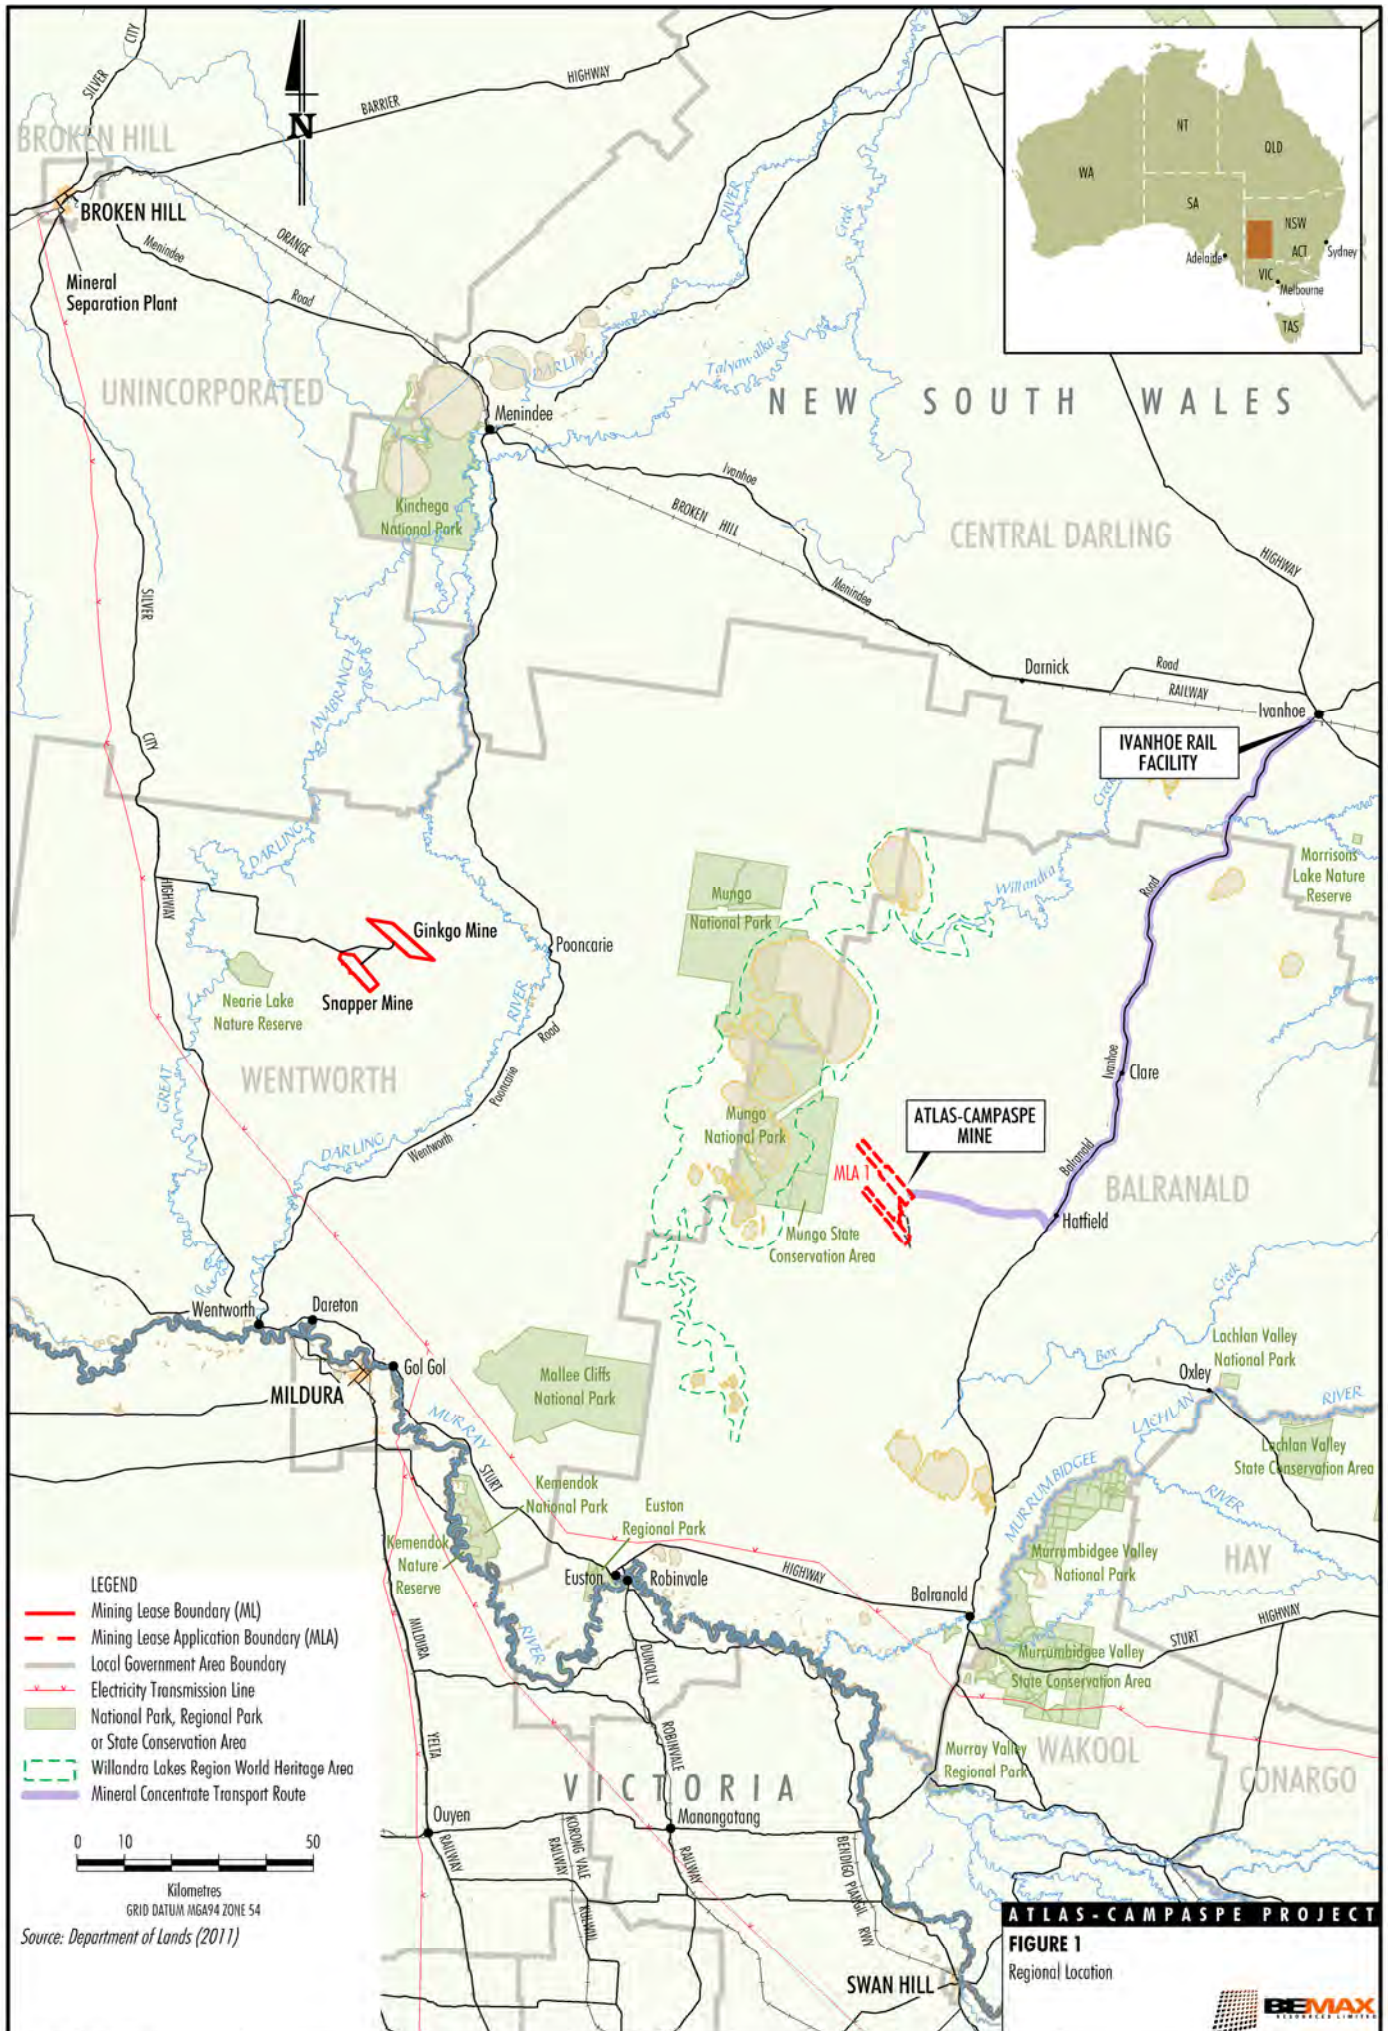 SILVER
CITY
BARRIER
HIGHWAY
N
BROKEN HILL
BROKEN HILL
Mineral
Separation Plant
Menindee
Road
ORANGE
RIVER
Creek
DARLING
Talyawalka
WA
NT
QLD
SA
NSW
ACT
VIC
TAS
Adelaide
Sydney
Melbourne
UNINCORPORATED
NEW SOUTH WALES
Menindee
Kinchega
National Park
Ivanhoe
BROKEN HILL
Menindee
CENTRAL DARLING
HIGHWAY
SILVER
CITY
HIGHWAY
ANABRANCH
DARLING
Darnick
Road
RAILWAY
Ivanhoe
IVANHOE RAIL
FACILITY
Creek
Willandra
Morrisons
Lake Nature
Reserve
Mungo
National Park
Road
Ginkgo Mine
Snapper Mine
Pooncarie
Nearie Lake
Nature Reserve
RIVER
Road
Pooncarie
Wentworth
DARLING
GREAT
WENTWORTH
Ivanhoe
Clare
Balranald
Mungo
National Park
ATLAS-CAMPASPE
MINE
MLA 1
BALRANALD
Hatfield
Mungo State
Conservation Area
Wentworth
Dareton
Gol Gol
MILDURA
Mallee Cliffs
National Park
Creek
Box
Lachlan Valley
National Park
Oxley
LACHLAN
RIVER
Lachlan Valley
State Conservation Area
MURRAY
STURT
Kemendok
National Park
Euston
Regional Park
Kemendok
Nature
Reserve
MURRUMBIDGEE
RIVER
Murrumbidgee Valley
National Park
HAY
Euston
Robinvale
HIGHWAY
Balranald
RIVER
STURT
HIGHWAY
Murrumbidgee Valley
State Conservation Area
MILDURA
YELTA
DUNOLLY
ROBINVALE
Murray Valley
Regional Park
WAKOOL
CONARGO
VICTORIA
Ouyen
RAILWAY
Manangatang
KORONG VALE
RAILWAY
KULWIN
RAILWAY
BENDIGO PIANGIL RWY
SWAN HILL
LEGEND
Mining Lease Boundary (ML)
Mining Lease Application Boundary (MLA)
Local Government Area Boundary
Electricity Transmission Line
National Park, Regional Park
or State Conservation Area
Willandra Lakes Region World Heritage Area
Mineral Concentrate Transport Route
0 10 50
Kilometres
GRID DATUM MGA94 ZONE 54
Source: Department of Lands (2011)
ATLAS-CAMPASPE PROJECT
FIGURE 1
Regional Location
BEMAX
RESOURCES LIMITED